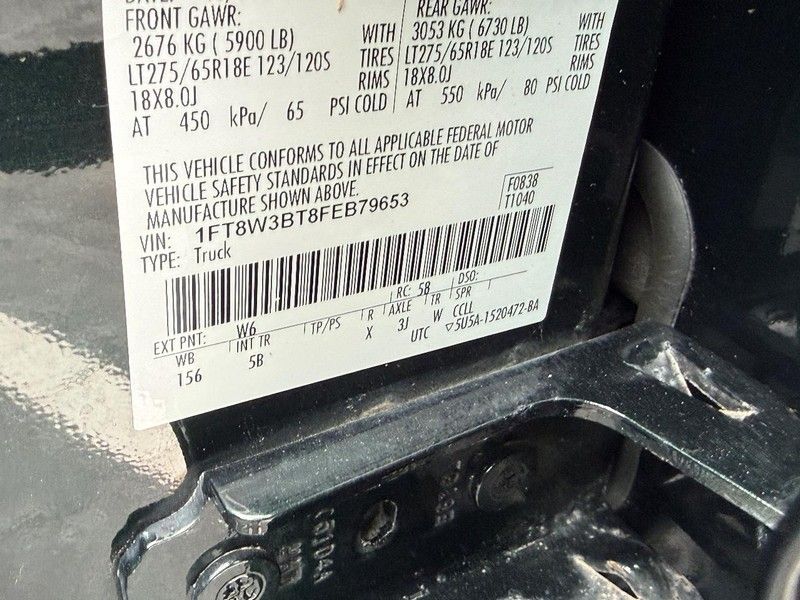 FRONT GAWR:
2676 KG ( 5900 LB)
WITH
LT275/65R18E 123/120S
TIRES
18X8.0J
RIMS
AT 450 kPa/ 65 PSI COLD
REAR GAWR:
3053 KG ( 6730 LB)
WITH
LT275/65R18E 123/120S
TIRES
18X8.0J
RIMS
AT 550 kPa/ 80 PSI COLD
THIS VEHICLE CONFORMS TO ALL APPLICABLE FEDERAL MOTOR
VEHICLE SAFETY STANDARDS IN EFFECT ON THE DATE OF
MANUFACTURE SHOWN ABOVE.
F0838
T1040
VIN: 1FT8W3BT8FEB79653
TYPE: Truck
EXT PNT: W6
RC: 58
DSO:
WB
INT TR
TP/PS
R
AXLE
TR
SPR
156
5B
X
3J
W
CCLL
UTC
▽5U5A-1520472-BA